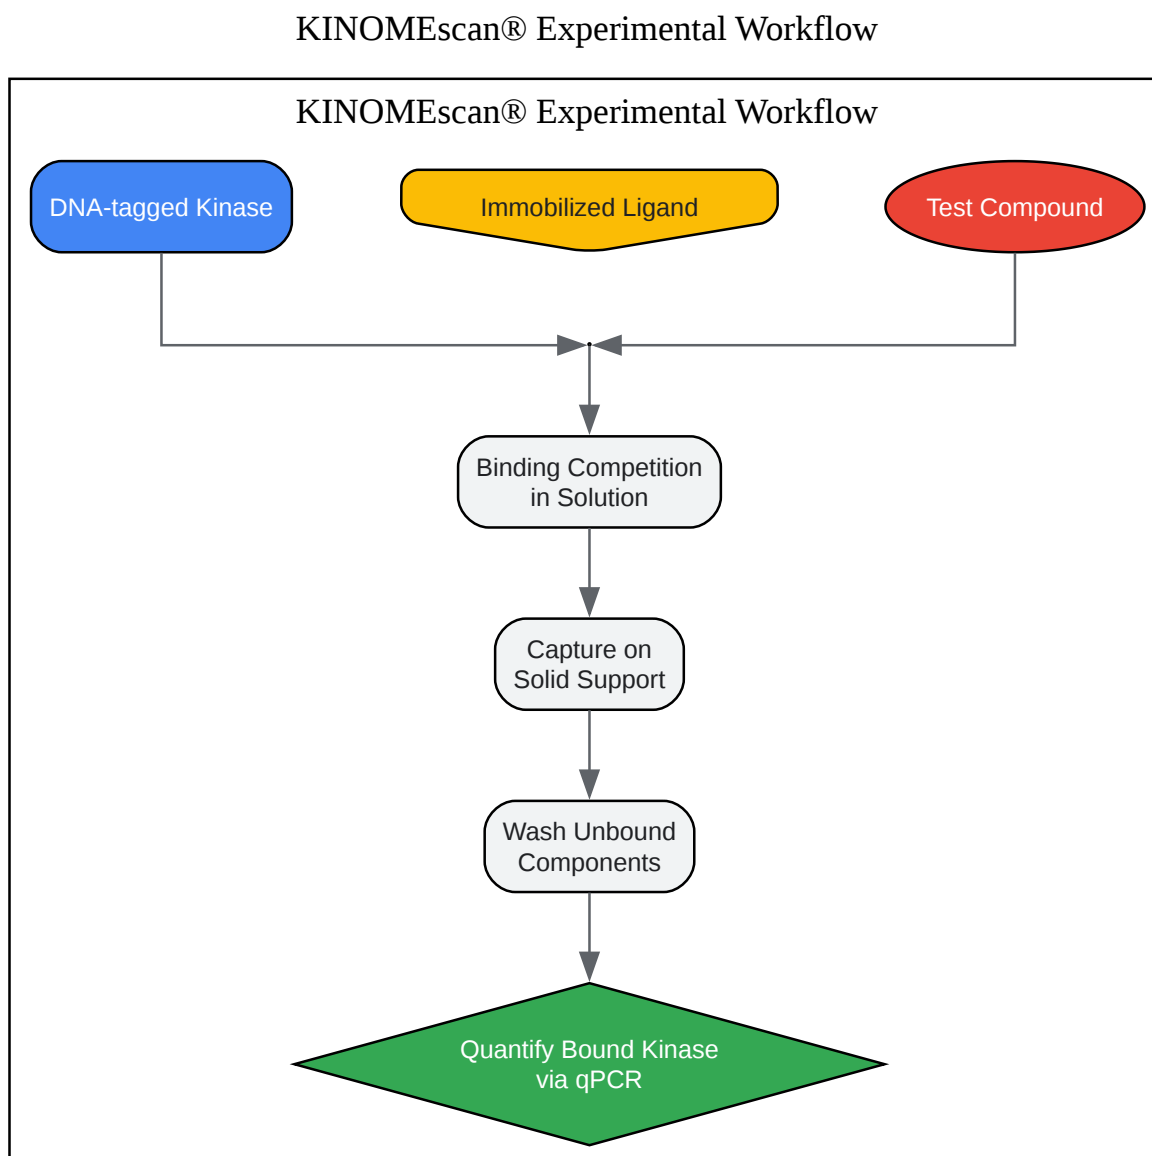 KINOMEscan® Experimental Workflow
KINOMEscan® Experimental Workflow
DNA-tagged Kinase
Immobilized Ligand
Test Compound
Binding Competition
in Solution
Capture on
Solid Support
Wash Unbound
Components
Quantify Bound Kinase
via qPCR